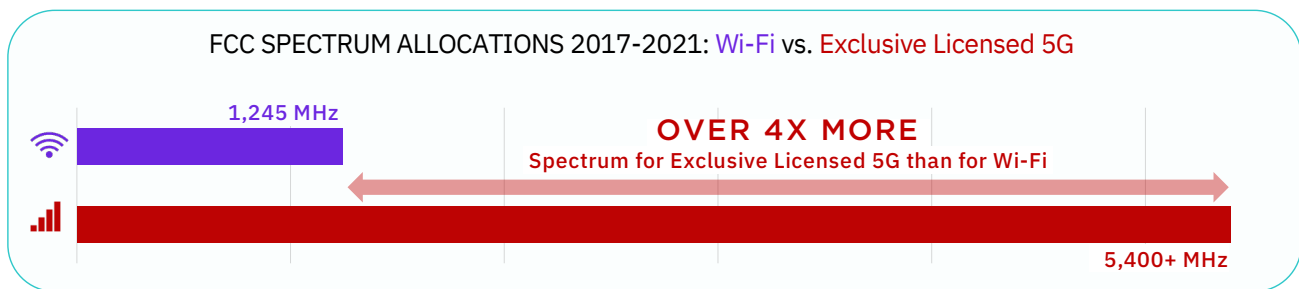 FCC SPECTRUM ALLOCATIONS 2017-2021: Wi-Fi vs. Exclusive Licensed 5G
1,245 MHz
OVER 4X MORE
Spectrum for Exclusive Licensed 5G than for Wi-Fi
5,400+ MHz